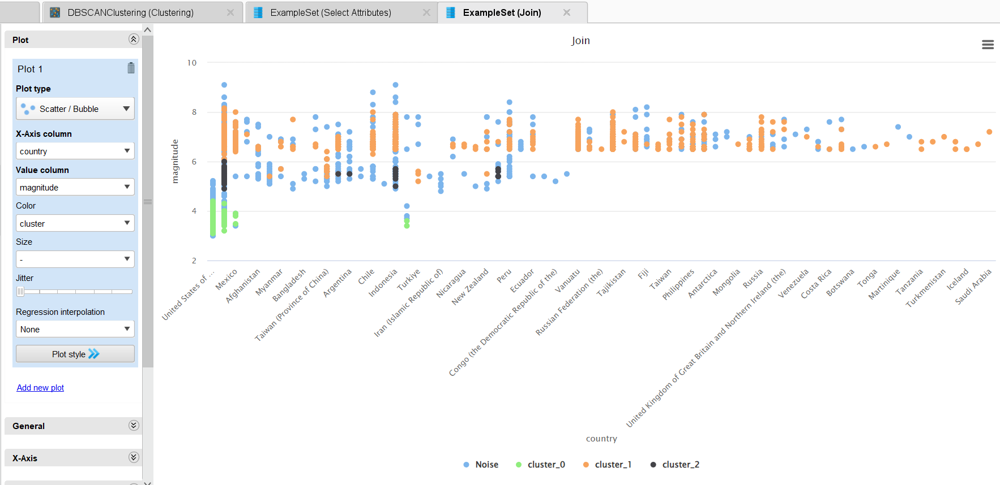 DBSCANClustering (Clustering)
ExampleSet (Select Attributes)
ExampleSet (Join)
Plot
Plot 1
Plot type
Scatter / Bubble
X-Axis column
country
Value column
magnitude
Color
cluster
Size
-
Jitter
Regression interpolation
None
Plot style
Add new plot
General
X-Axis
Join
10
8
6
4
2
magnitude
United States of ...
Mexico
Afghanistan
Myanmar
Bangladesh
Taiwan (Province of China)
Argentina
Chile
Indonesia
Turkiye
Iran (Islamic Republic of)
Nicaragua
New Zealand
Peru
Ecuador
Congo (the Democratic Republic of the)
Vanuatu
Russian Federation (the)
Tajikistan
Fiji
Taiwan
Philippines
Antarctica
Mongolia
Russia
United Kingdom of Great Britain and Northern Ireland (the)
Venezuela
Costa Rica
Botswana
Tonga
Martinique
Tanzania
Turkmenistan
Iceland
Saudi Arabia
country
Noise
cluster_0
cluster_1
cluster_2